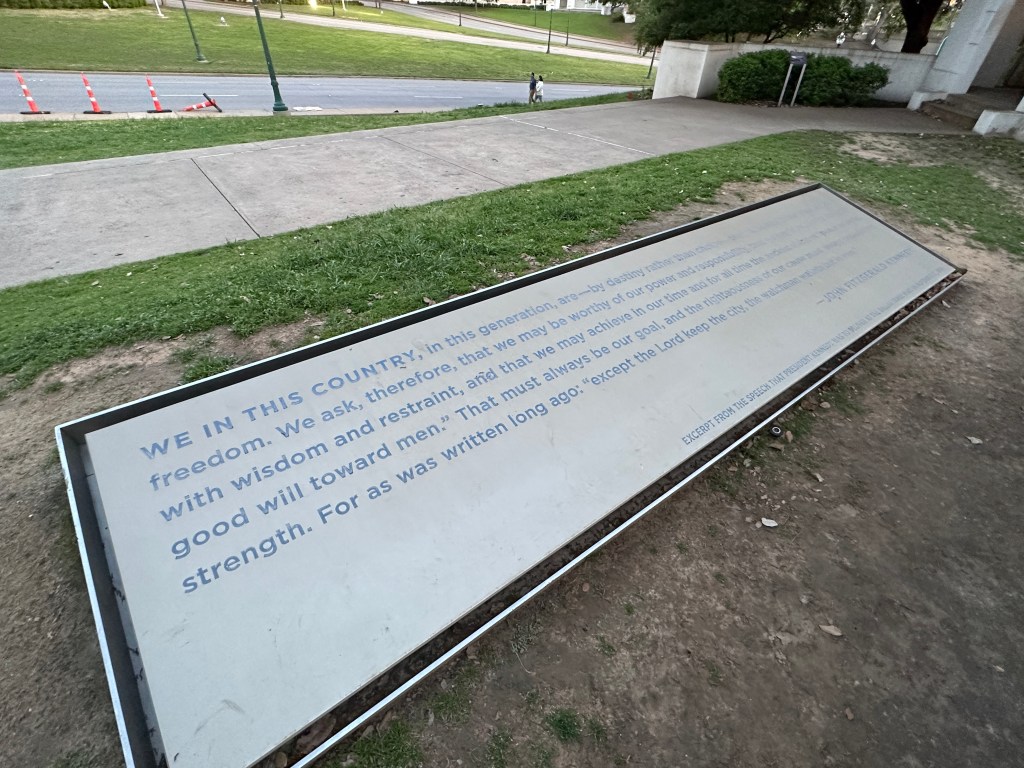 WE IN THIS COUNTRY, in this generation, are—by destiny rather than
freedom. We ask, therefore, that we may be worthy of our power and responsibility,
with wisdom and restraint, and that we may achieve in our time and for all time the
good will toward men.” That must always be our goal, and the righteousness of our cause must
strength. For as was written long ago: “except the Lord keep the city, the watchman
— JOHN FITZGERALD KENNEDY
EXCERPT FROM THE SPEECH THAT PRESIDENT KENNEDY